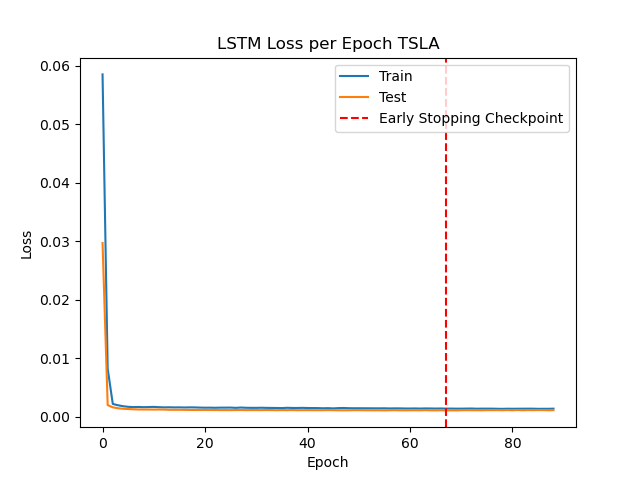 LSTM Loss per Epoch TSLA
0.06
0.05
0.04
0.03
0.02
0.01
0.00
Loss
Train
Test
Early Stopping Checkpoint
0 20 40 60 80
Epoch